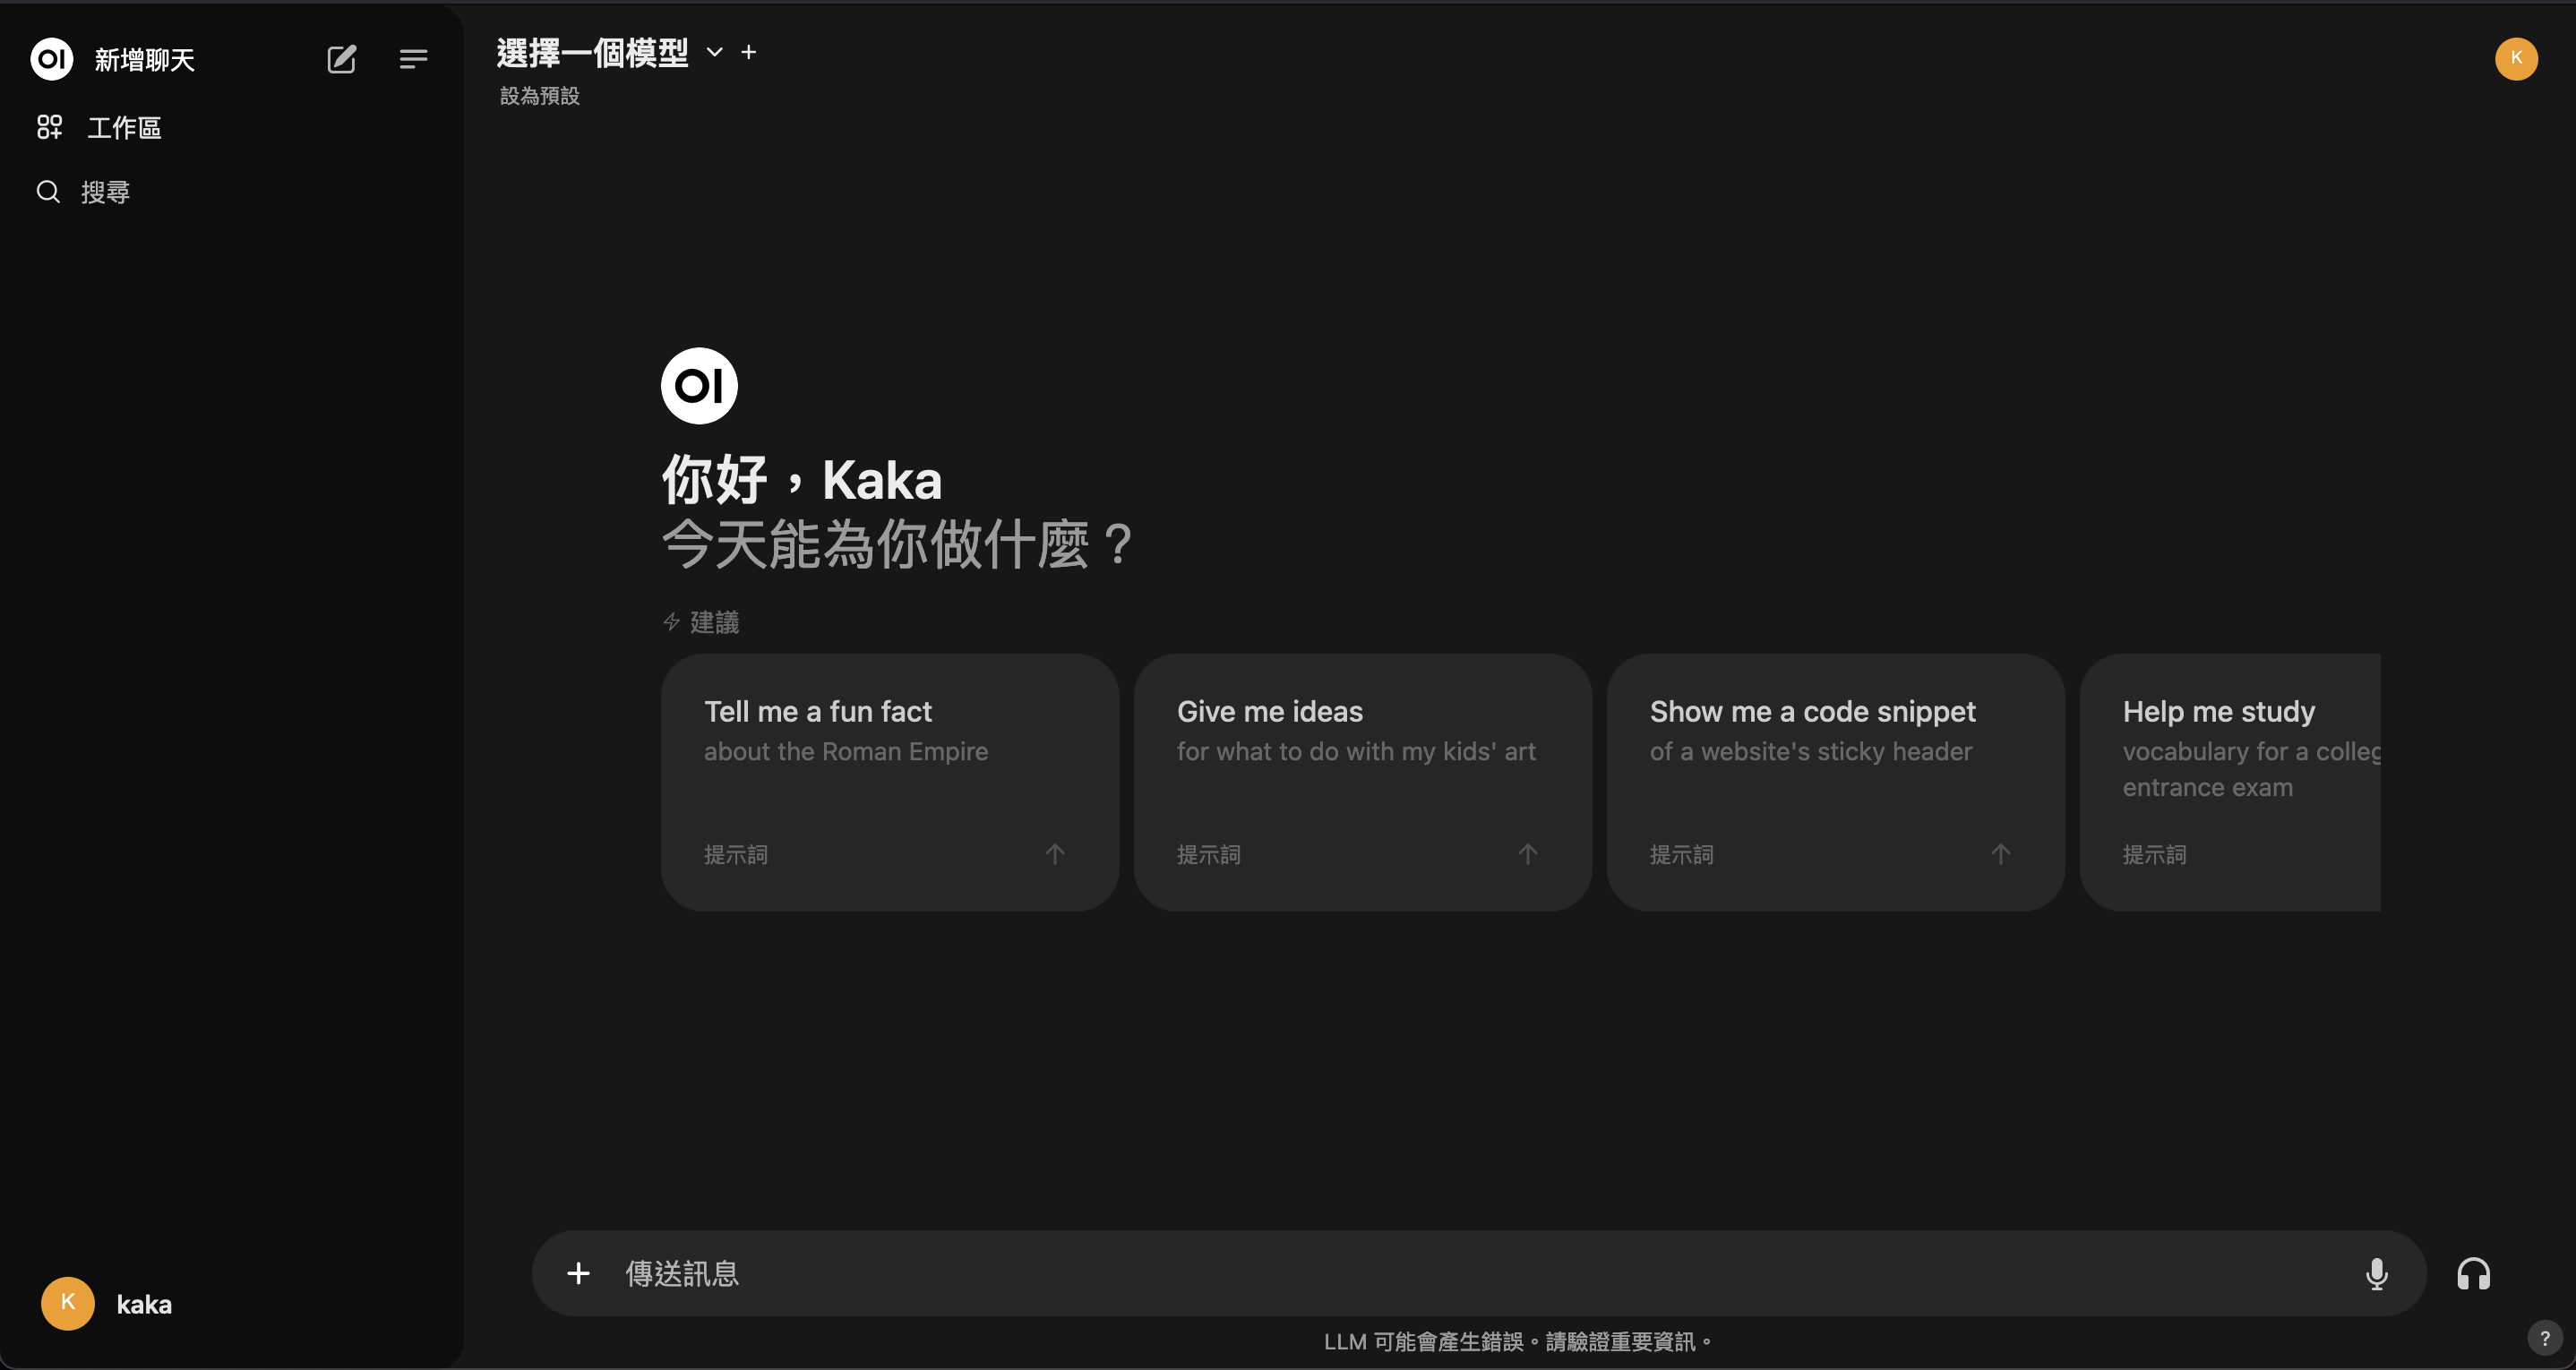 OI 新增聊天
工作區
搜尋
選擇一個模型
設為預設
K
OI
你好，Kaka
今天能為你做什麼？
建議
Tell me a fun fact
about the Roman Empire
提示詞
Give me ideas
for what to do with my kids' art
提示詞
Show me a code snippet
of a website's sticky header
提示詞
Help me study
vocabulary for a colleg
entrance exam
提示詞
傳送訊息
LLM 可能會產生錯誤。請驗證重要資訊。
K kaka
?